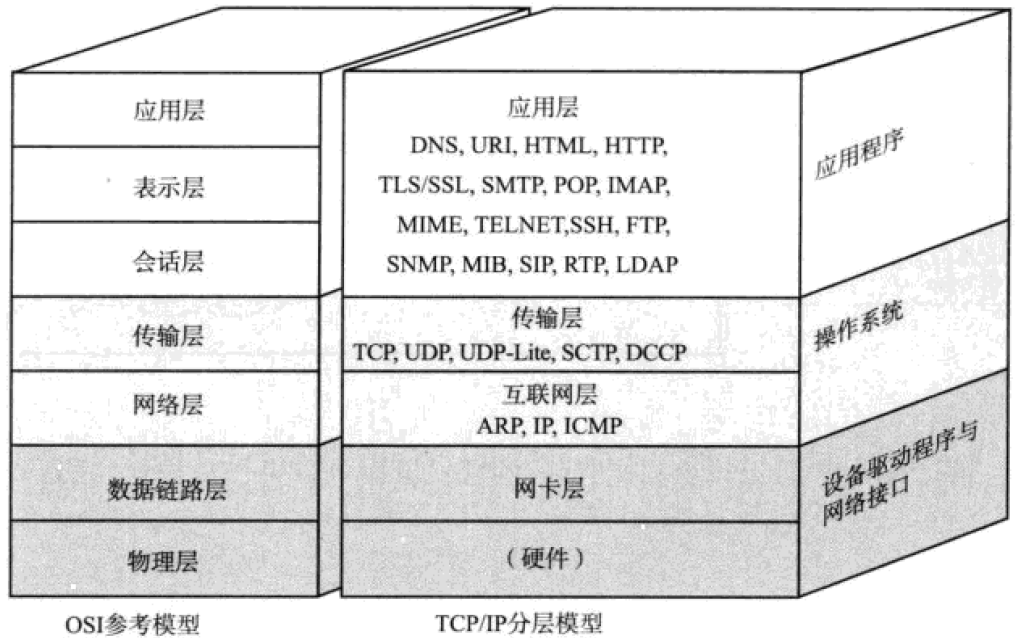 应用层
表示层
会话层
传输层
网络层
数据链路层
物理层
OSI参考模型
应用层
DNS, URI, HTML, HTTP,
TLS/SSL, SMTP, POP, IMAP,
MIME, TELNET,SSH, FTP,
SNMP, MIB, SIP, RTP, LDAP
传输层
TCP, UDP, UDP-Lite, SCTP, DCCP
互联网层
ARP, IP, ICMP
网卡层
（硬件）
TCP/IP分层模型
应用程序
操作系统
设备驱动程序与
网络接口